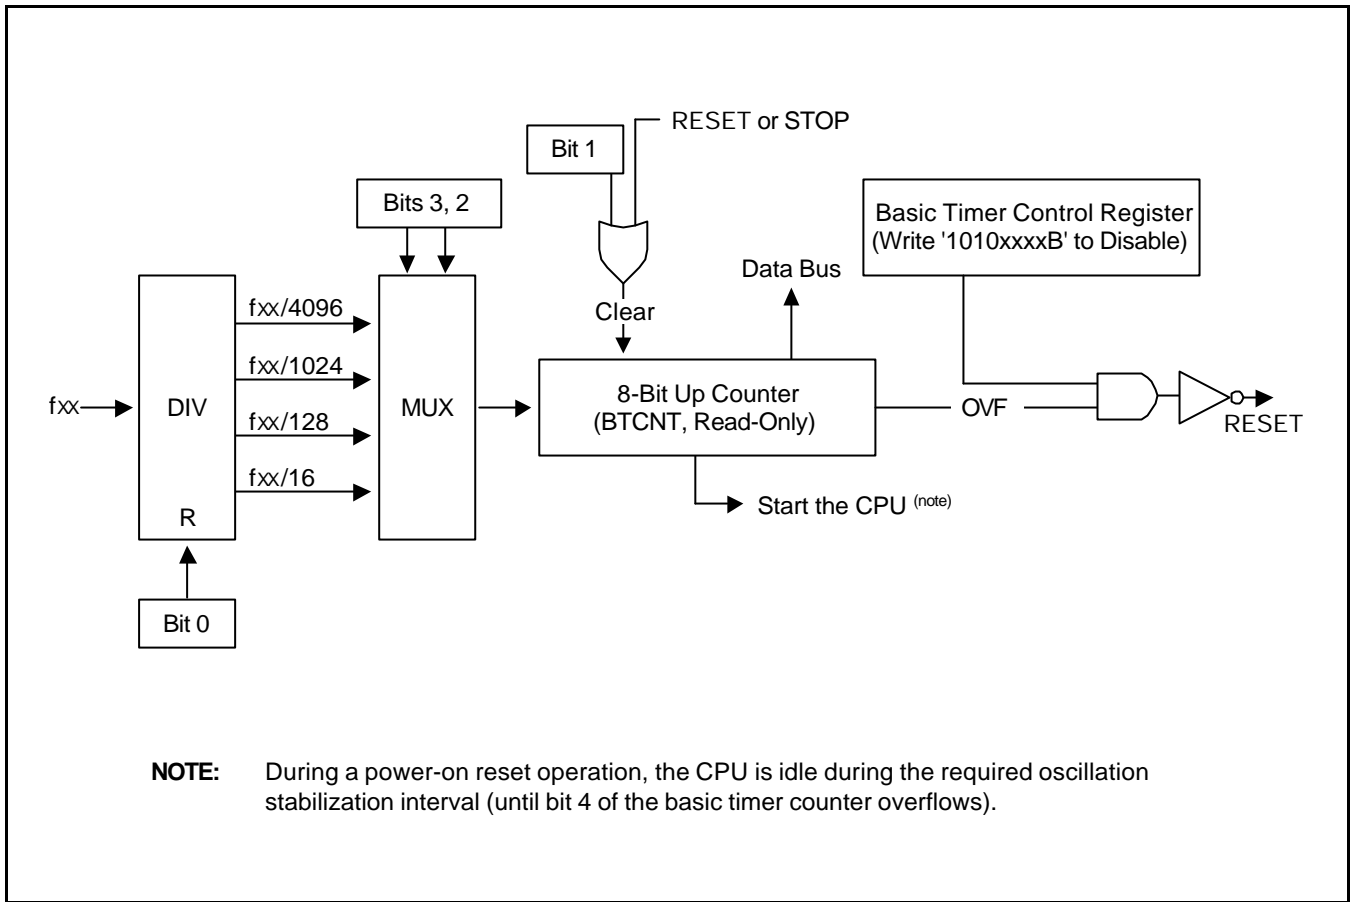 RESET or STOP
Bit 1
Bits 3, 2
Basic Timer Control Register
(Write '1010xxxxB' to Disable)
Data Bus
Clear
fxx/4096
fxx/1024
fxx/128
fxx/16
fxx
DIV
R
MUX
8-Bit Up Counter
(BTCNT, Read-Only)
OVF
RESET
Start the CPU (note)
Bit 0
NOTE: During a power-on reset operation, the CPU is idle during the required oscillation
stabilization interval (until bit 4 of the basic timer counter overflows).